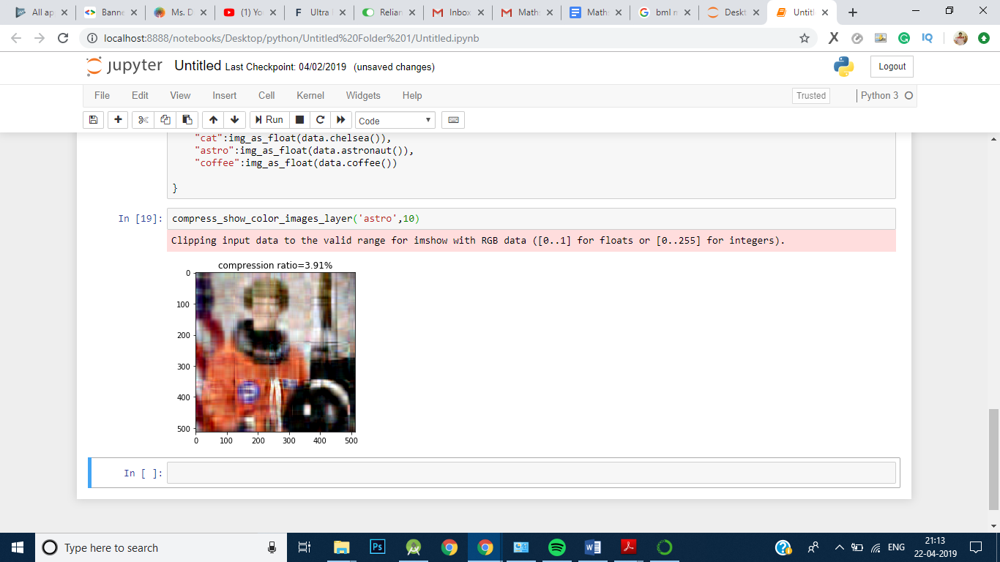 All ap
Banne
Ms. D
(1) Yo
Ultra
Relian
Inbox
Maths
Maths
bml n
Deskt
Untitl
localhost:8888/notebooks/Desktop/python/Untitled%20Folder%201/Untitled.ipynb
jupyter Untitled Last Checkpoint: 04/02/2019 (unsaved changes)
Logout
File Edit View Insert Cell Kernel Widgets Help
Trusted
Python 3
Run
Code
"cat":img_as_float(data.chelsea()),
"astro":img_as_float(data.astronaut()),
"coffee":img_as_float(data.coffee())
}
In [19]: compress_show_color_images_layer('astro',10)
Clipping input data to the valid range for imshow with RGB data ([0..1] for floats or [0..255] for integers).
compression ratio=3.91%
0
100
200
300
400
500
0 100 200 300 400 500
In [ ]:
Type here to search
ENG
21:13
22-04-2019